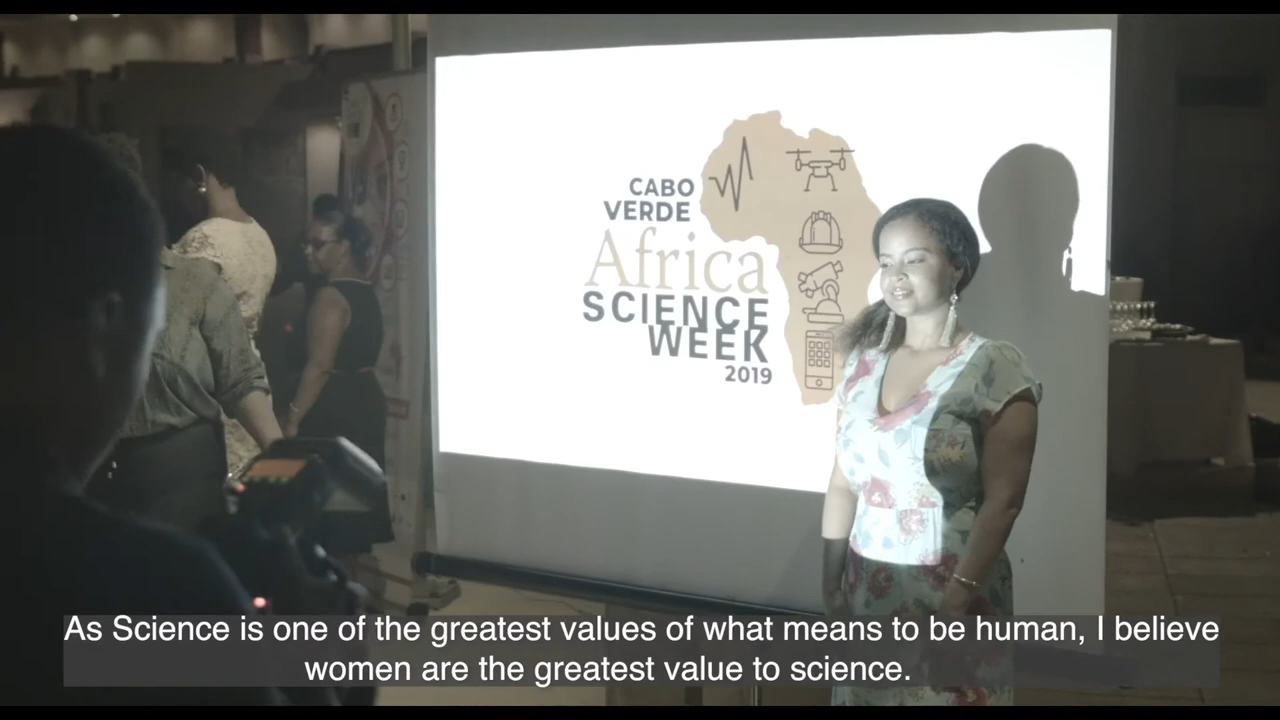 CABO
VERDE
Africa
SCIENCE
WEEK
2019
As Science is one of the greatest values of what means to be human, I believe
women are the greatest value to science.